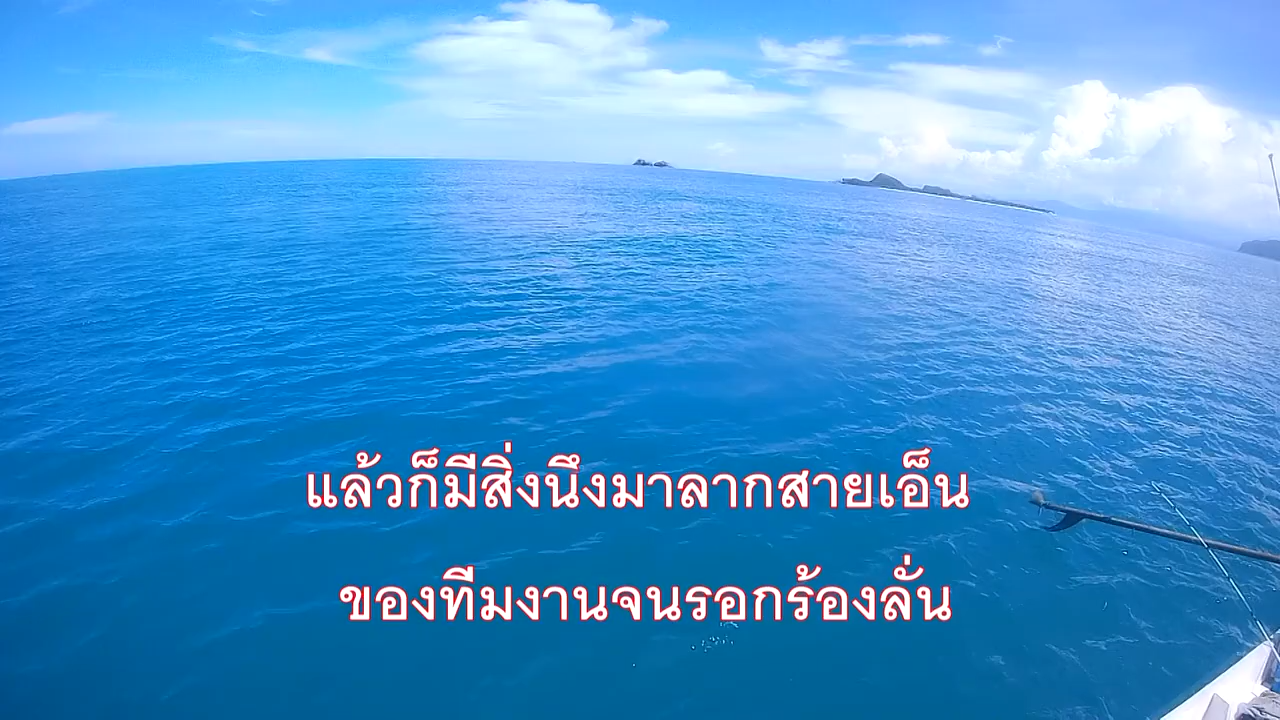 แล้วก็มีสิ่งนึงมาลากสายเอ็น
ของทีมงานจนรอกร้องลั่น